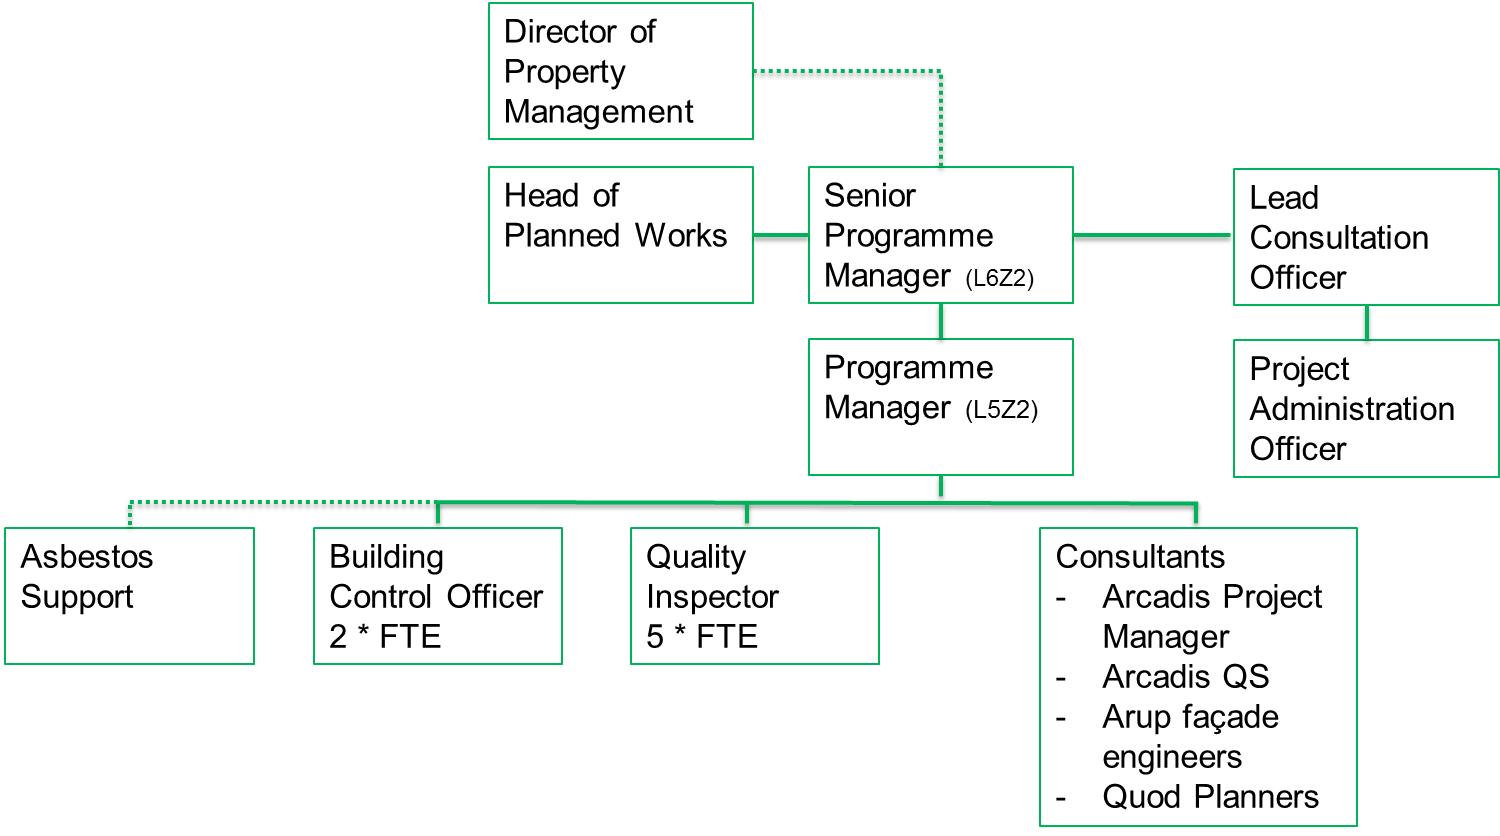 Director of
Property
Management
Head of
Planned Works
Senior
Programme
Manager (L6Z2)
Lead
Consultation
Officer
Programme
Manager (L5Z2)
Project
Administration
Officer
Asbestos
Support
Building
Control Officer
2 * FTE
Quality
Inspector
5 * FTE
Consultants
- Arcadis Project
Manager
- Arcadis QS
- Arup façade
engineers
- Quod Planners